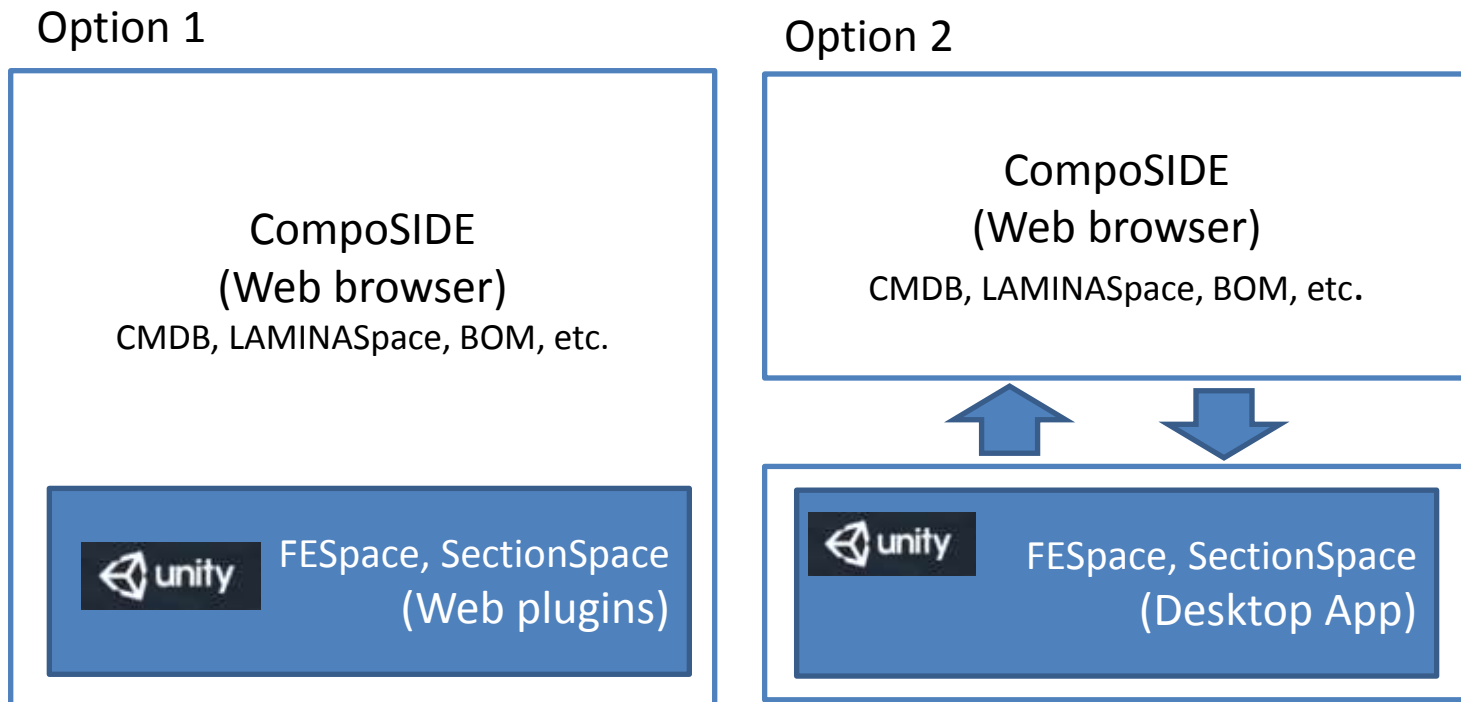 Option 1
CompoSIDE
(Web browser)
CMDB, LAMINASpace, BOM, etc.
unity
FESpace, SectionSpace
(Web plugins)
Option 2
CompoSIDE
(Web browser)
CMDB, LAMINASpace, BOM, etc.
unity
FESpace, SectionSpace
(Desktop App)